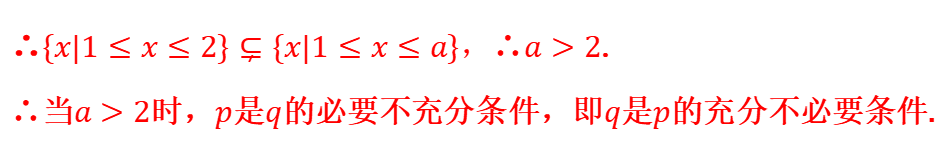 ∴{x|1 ≤ x ≤ 2} ⫋ {x|1 ≤ x ≤ a}，∴a > 2.
∴当a > 2时，p是q的必要不充分条件，即q是p的充分不必要条件.